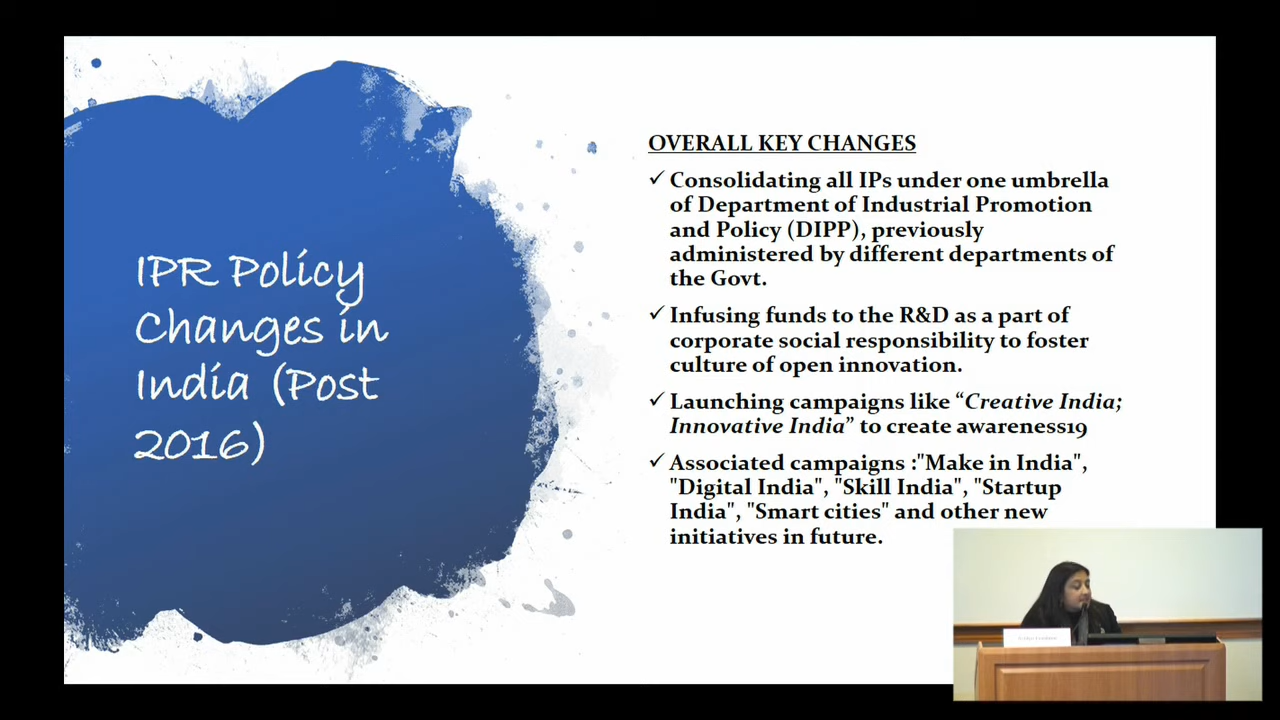 IPR Policy
Changes in
India (Post
2016)
OVERALL KEY CHANGES
✓ Consolidating all IPs under one umbrella
of Department of Industrial Promotion
and Policy (DIPP), previously
administered by different departments of
the Govt.
✓ Infusing funds to the R&D as a part of
corporate social responsibility to foster
culture of open innovation.
✓ Launching campaigns like “Creative India;
Innovative India” to create awareness19
✓ Associated campaigns :"Make in India",
"Digital India", "Skill India", "Startup
India", "Smart cities" and other new
initiatives in future.